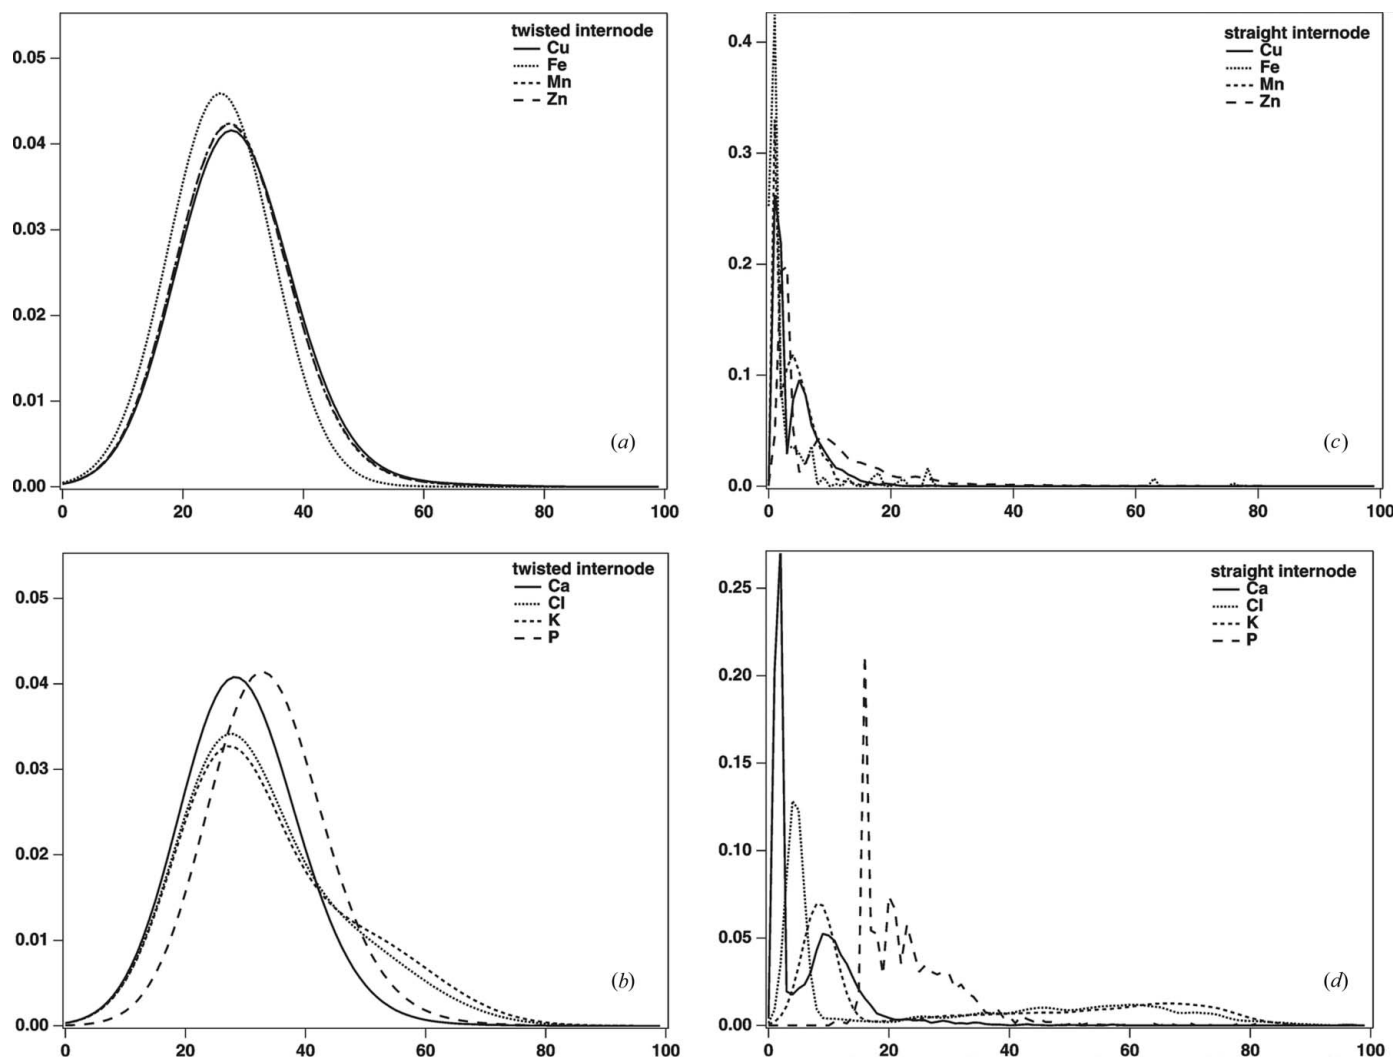 twisted internode
Cu
Fe
Mn
Zn
0.05
0.04
0.03
0.02
0.01
0.00
0 20 40 60 80 100
(a)
straight internode
Cu
Fe
Mn
Zn
0.4
0.3
0.2
0.1
0.0
0 20 40 60 80 100
(c)
twisted internode
Ca
Cl
K
P
0.05
0.04
0.03
0.02
0.01
0.00
0 20 40 60 80 100
(b)
straight internode
Ca
Cl
K
P
0.25
0.20
0.15
0.10
0.05
0.00
0 20 40 60 80 100
(d)